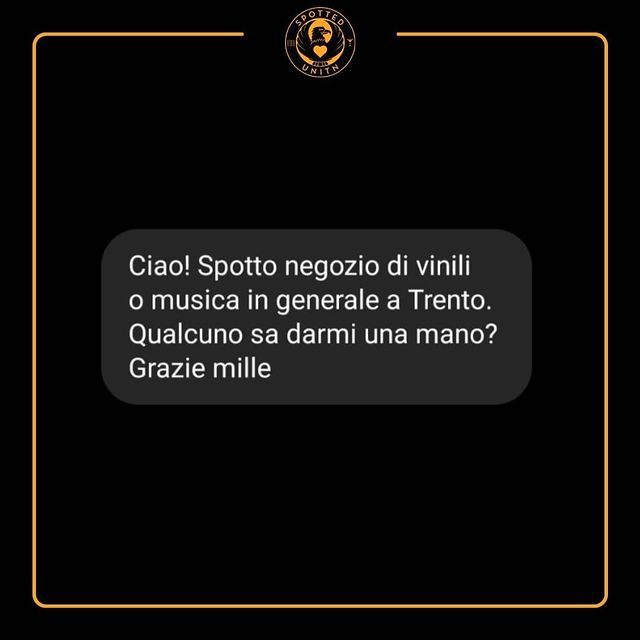 SPOTTED
UNITN
Ciao! Spotto negozio di vinili
o musica in generale a Trento.
Qualcuno sa darmi una mano?
Grazie mille